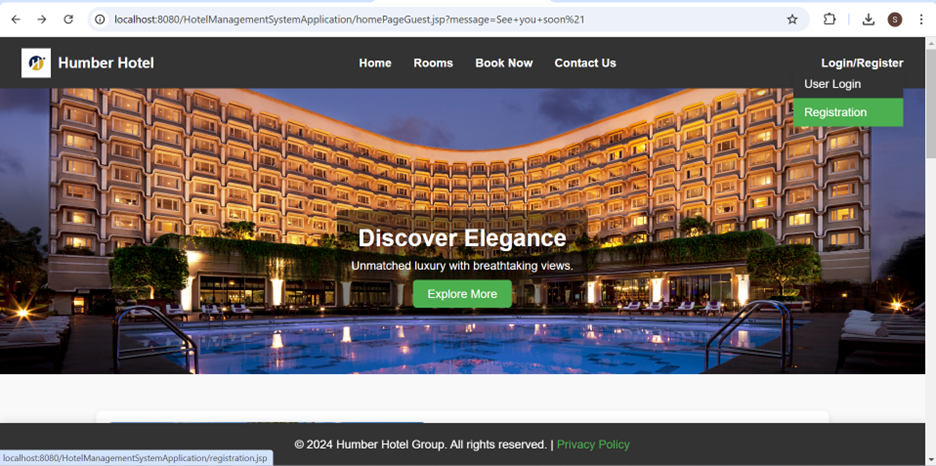 localhost:8080/HotelManagementSystemApplication/homePageGuest.jsp?message=See+you+soon%21
S
Humber Hotel
Home Rooms Book Now Contact Us
Login/Register
User Login
Registration
Discover Elegance
Unmatched luxury with breathtaking views.
Explore More
© 2024 Humber Hotel Group. All rights reserved. | Privacy Policy
localhost:8080/HotelManagementSystemApplication/registration.jsp